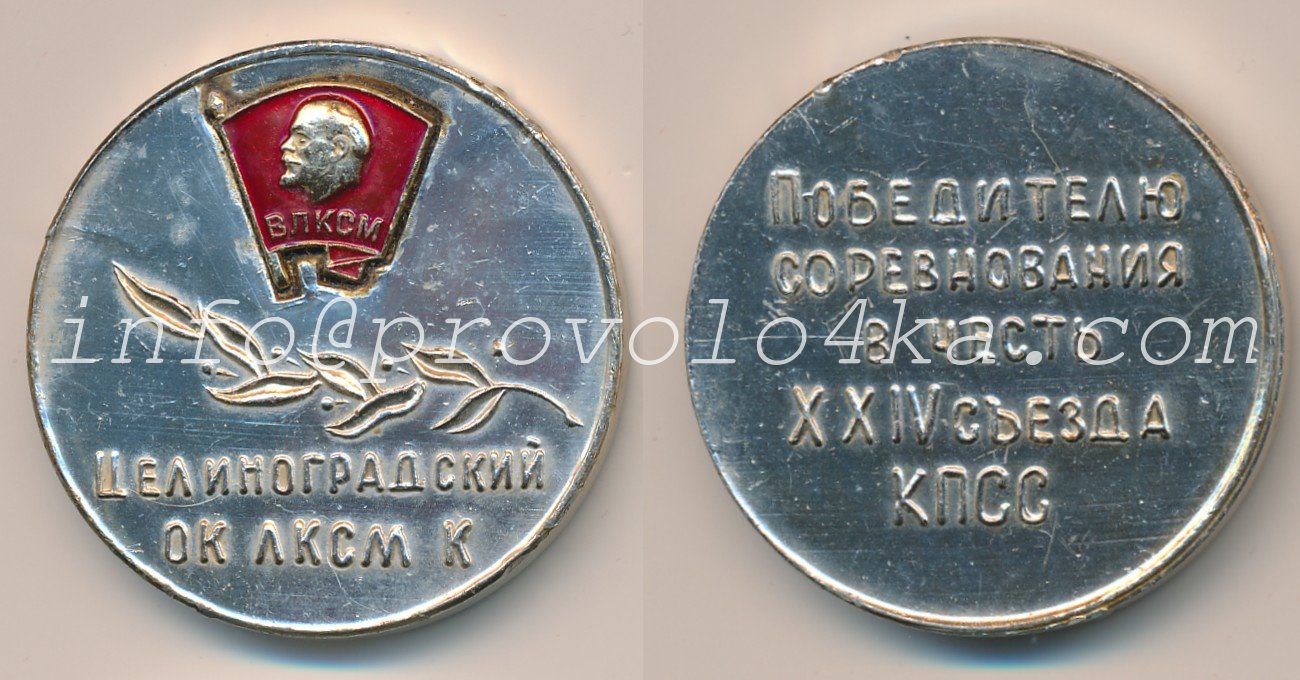 ВЛКСМ
ЦЕЛИНОГРАДСКИЙ
ОК ЛКСМ К
ПОБЕДИТЕЛЮ
СОРЕВНОВАНИЯ
В ЧЕСТЬ
XXIV СЪЕЗДА
КПСС
info@provolo4ka.com